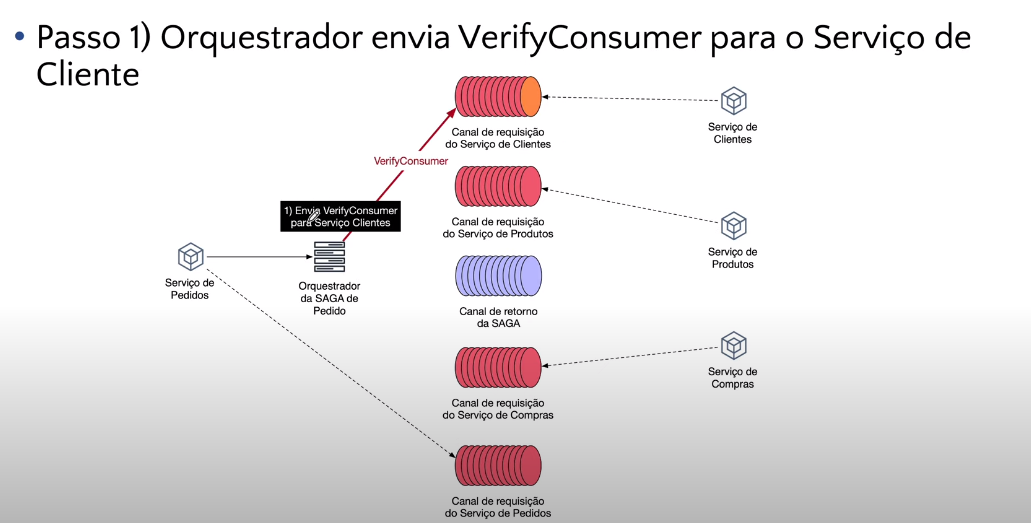 • Passo 1) Orquestrador envia VerifyConsumer para o Serviço de
Cliente
Canal de requisição
do Serviço de Clientes
Serviço de
Clientes
VerifyConsumer
1) Envia VerifyConsumer
para Serviço Clientes
Canal de requisição
do Serviço de Produtos
Serviço de
Produtos
Serviço de
Pedidos
Orquestrador
da SAGA de
Pedido
Canal de retorno
da SAGA
Serviço de
Compras
Canal de requisição
do Serviço de Compras
Canal de requisição
do Serviço de Pedidos